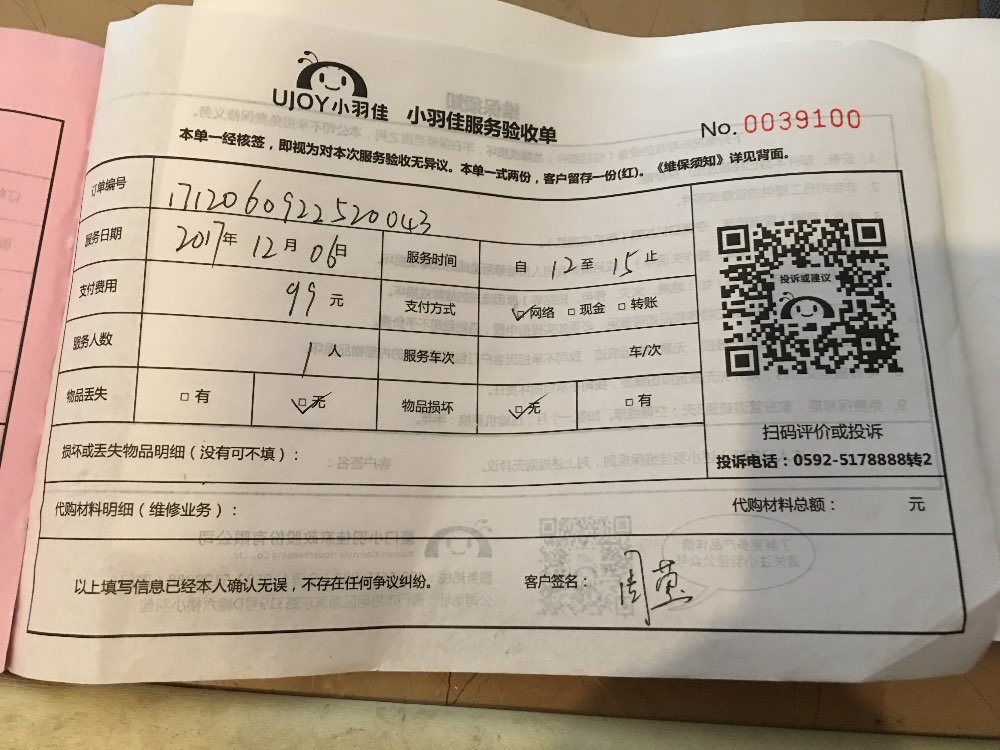 UJOY小羽佳 小羽佳服务验收单
No. 0039100
本单一经核签，即视为对本次服务验收无异议。本单一式两份，客户留存一份(红)。《维保须知》详见背面。
订单编号 1712060922520043
服务日期 2017年 12月 06日 服务时间 自 12 至 15 止
支付费用 99 元 支付方式 网络 现金 转账
服务人数 1 人 服务车次 车/次
物品丢失 有 无 物品损坏 无 有
投诉或建议
扫码评价或投诉
投诉电话：0592-5178888转2
损坏或丢失物品明细（没有可不填）：
代购材料明细（维修业务）： 代购材料总额： 元
以上填写信息已经本人确认无误，不存在任何争议纠纷。 客户签名：周